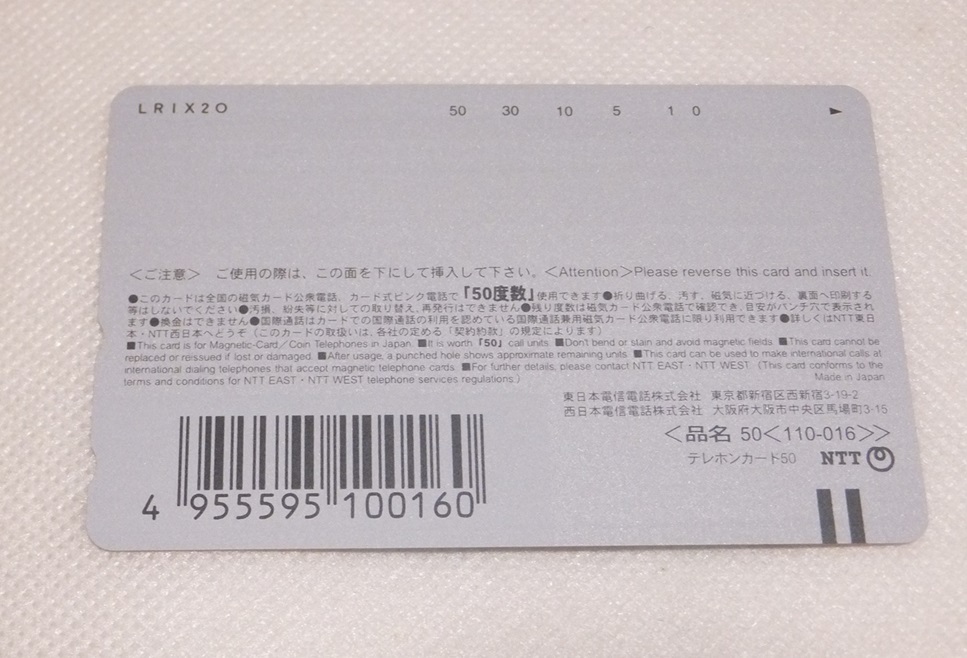 LRIX20 50 30 10 5 1 0 ►
＜ご注意＞ ご使用の際は、この面を下にして挿入して下さい。＜Attention＞Please reverse this card and insert it.
●このカードは全国の磁気カード公衆電話、カード式ピンク電話で「50度数」使用できます●折り曲げる、汚す、磁気に近づける、裏面へ印刷する
等はしないでください●汚損、紛失等に対しての取り替え、再発行はできません●残り度数は磁気カード公衆電話で確認でき、目安がパンチ穴で表示され
ます●換金はできません●国際通話はカードでの国際通話の利用を認めている国際通話兼用磁気カード公衆電話に限り利用できます●詳しくはNTT東日
本・NTT西日本へどうぞ（このカードの取扱いは、各社の定める「契約約款」の規定によります）
■This card is for Magnetic-Card／Coin Telephones in Japan. ■It is worth「50」call units. ■Don't bend or stain and avoid magnetic fields. ■This card cannot be
replaced or reissued if lost or damaged. ■After usage, a punched hole shows approximate remaining units. ■This card can be used to make international calls at
international dialing telephones that accept magnetic telephone cards. ■For further details, please contact NTT EAST・NTT WEST.（This card conforms to the
terms and conditions for NTT EAST・NTT WEST telephone services regulations.） Made in Japan
東日本電信電話株式会社 東京都新宿区西新宿3-19-2
西日本電信電話株式会社 大阪府大阪市中央区馬場町3-15
＜品名 50＜110-016＞＞
テレホンカード50 NTT
4 955595 100160